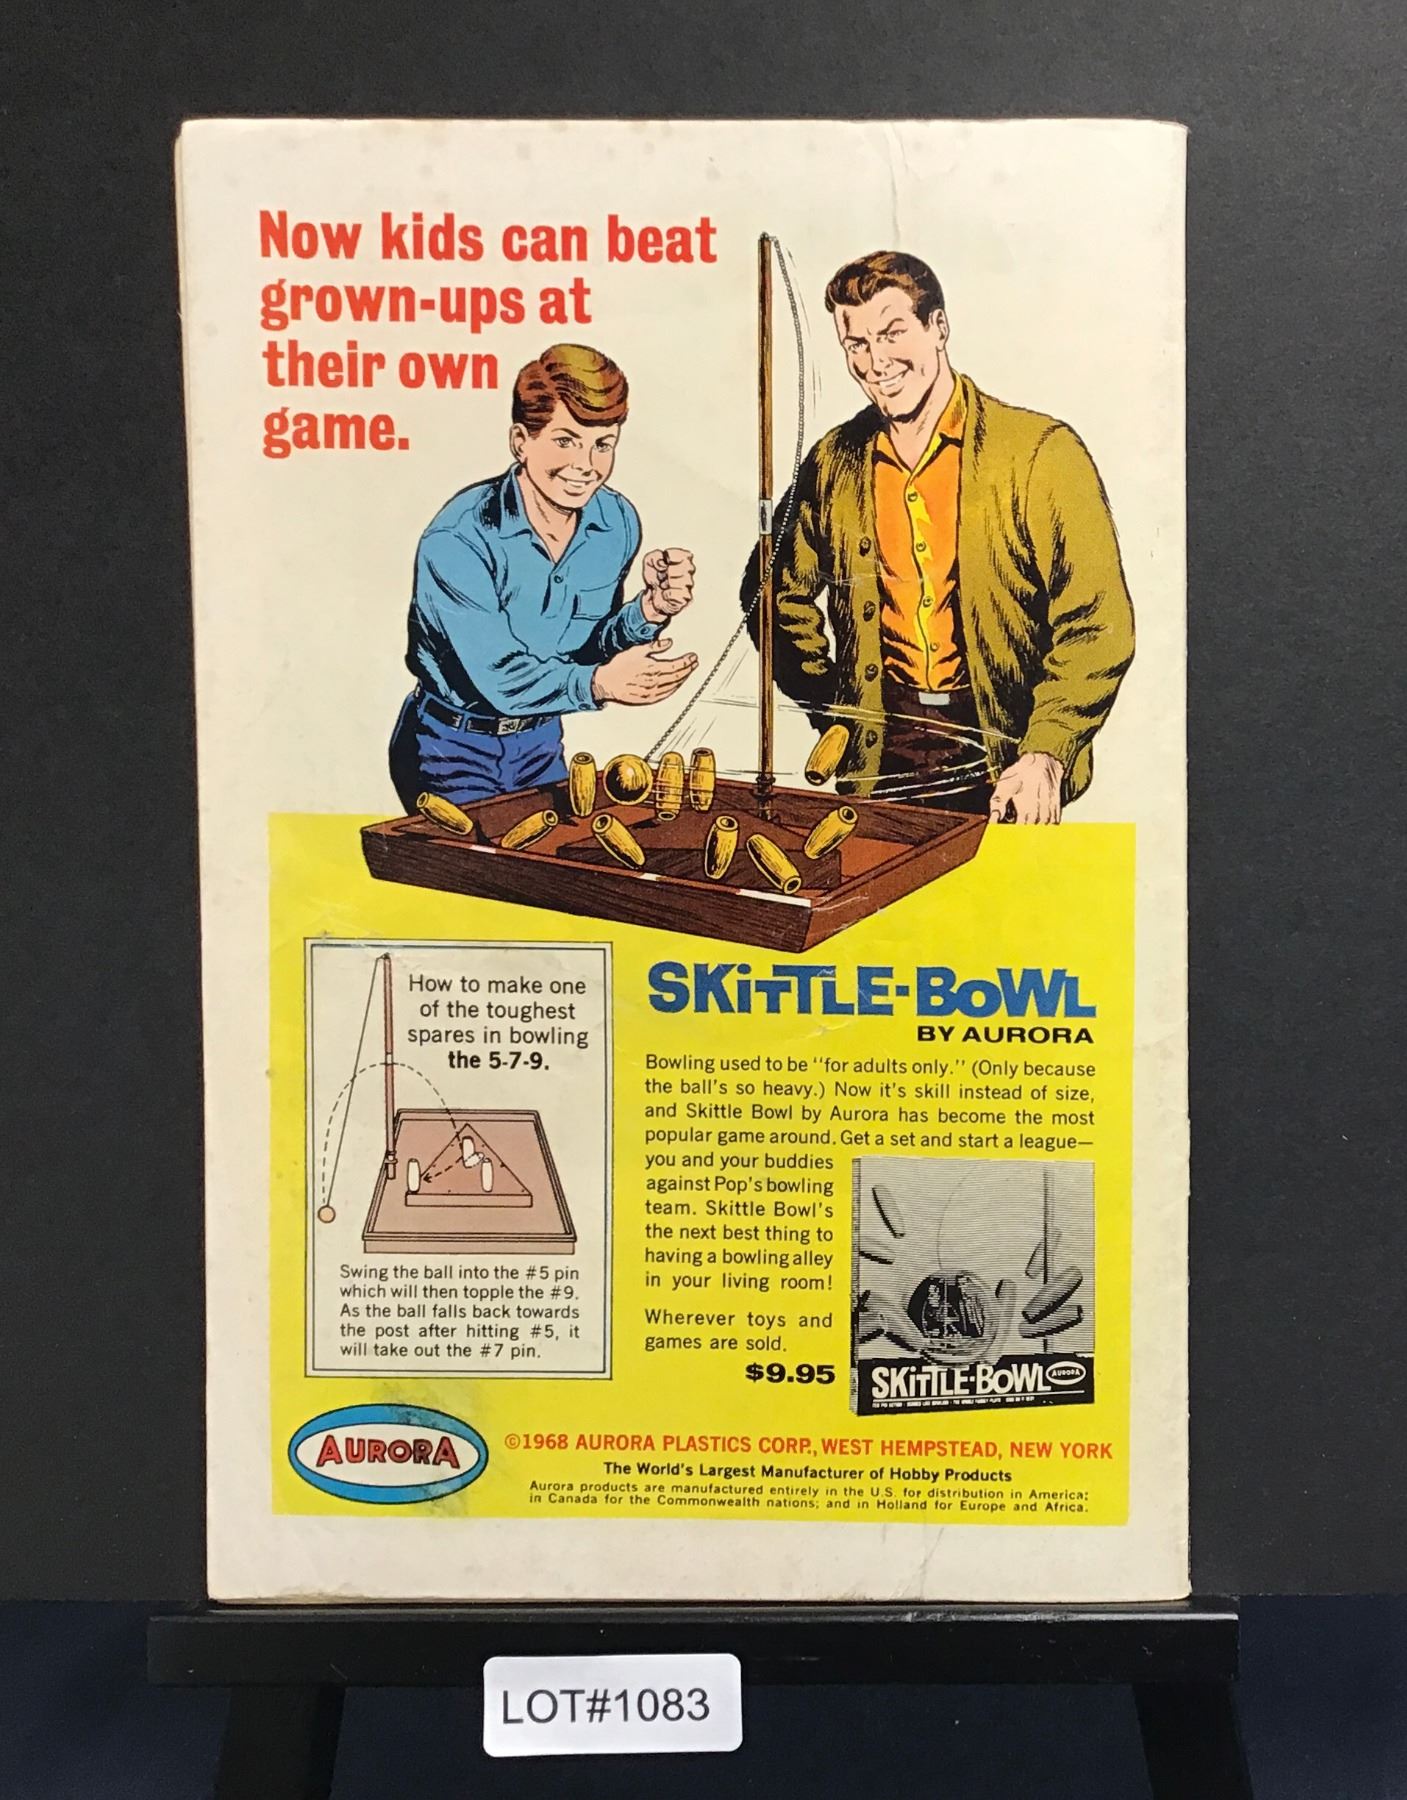 Now kids can beat
grown-ups at
their own
game.
How to make one
of the toughest
spares in bowling
the 5-7-9.
Swing the ball into the #5 pin
which will then topple the #9.
As the ball falls back towards
the post after hitting #5, it
will take out the #7 pin.
SKiTTLE-BoWL
BY AURORA
Bowling used to be "for adults only." (Only because
the ball's so heavy.) Now it's skill instead of size,
and Skittle Bowl by Aurora has become the most
popular game around. Get a set and start a league—
you and your buddies
against Pop's bowling
team. Skittle Bowl's
the next best thing to
having a bowling alley
in your living room!
Wherever toys and
games are sold.
$9.95
SKiTTLE-BoWL AURORA
AURORA
©1968 AURORA PLASTICS CORP., WEST HEMPSTEAD, NEW YORK
The World's Largest Manufacturer of Hobby Products
Aurora products are manufactured entirely in the U.S. for distribution in America;
in Canada for the Commonwealth nations; and in Holland for Europe and Africa.
LOT#1083